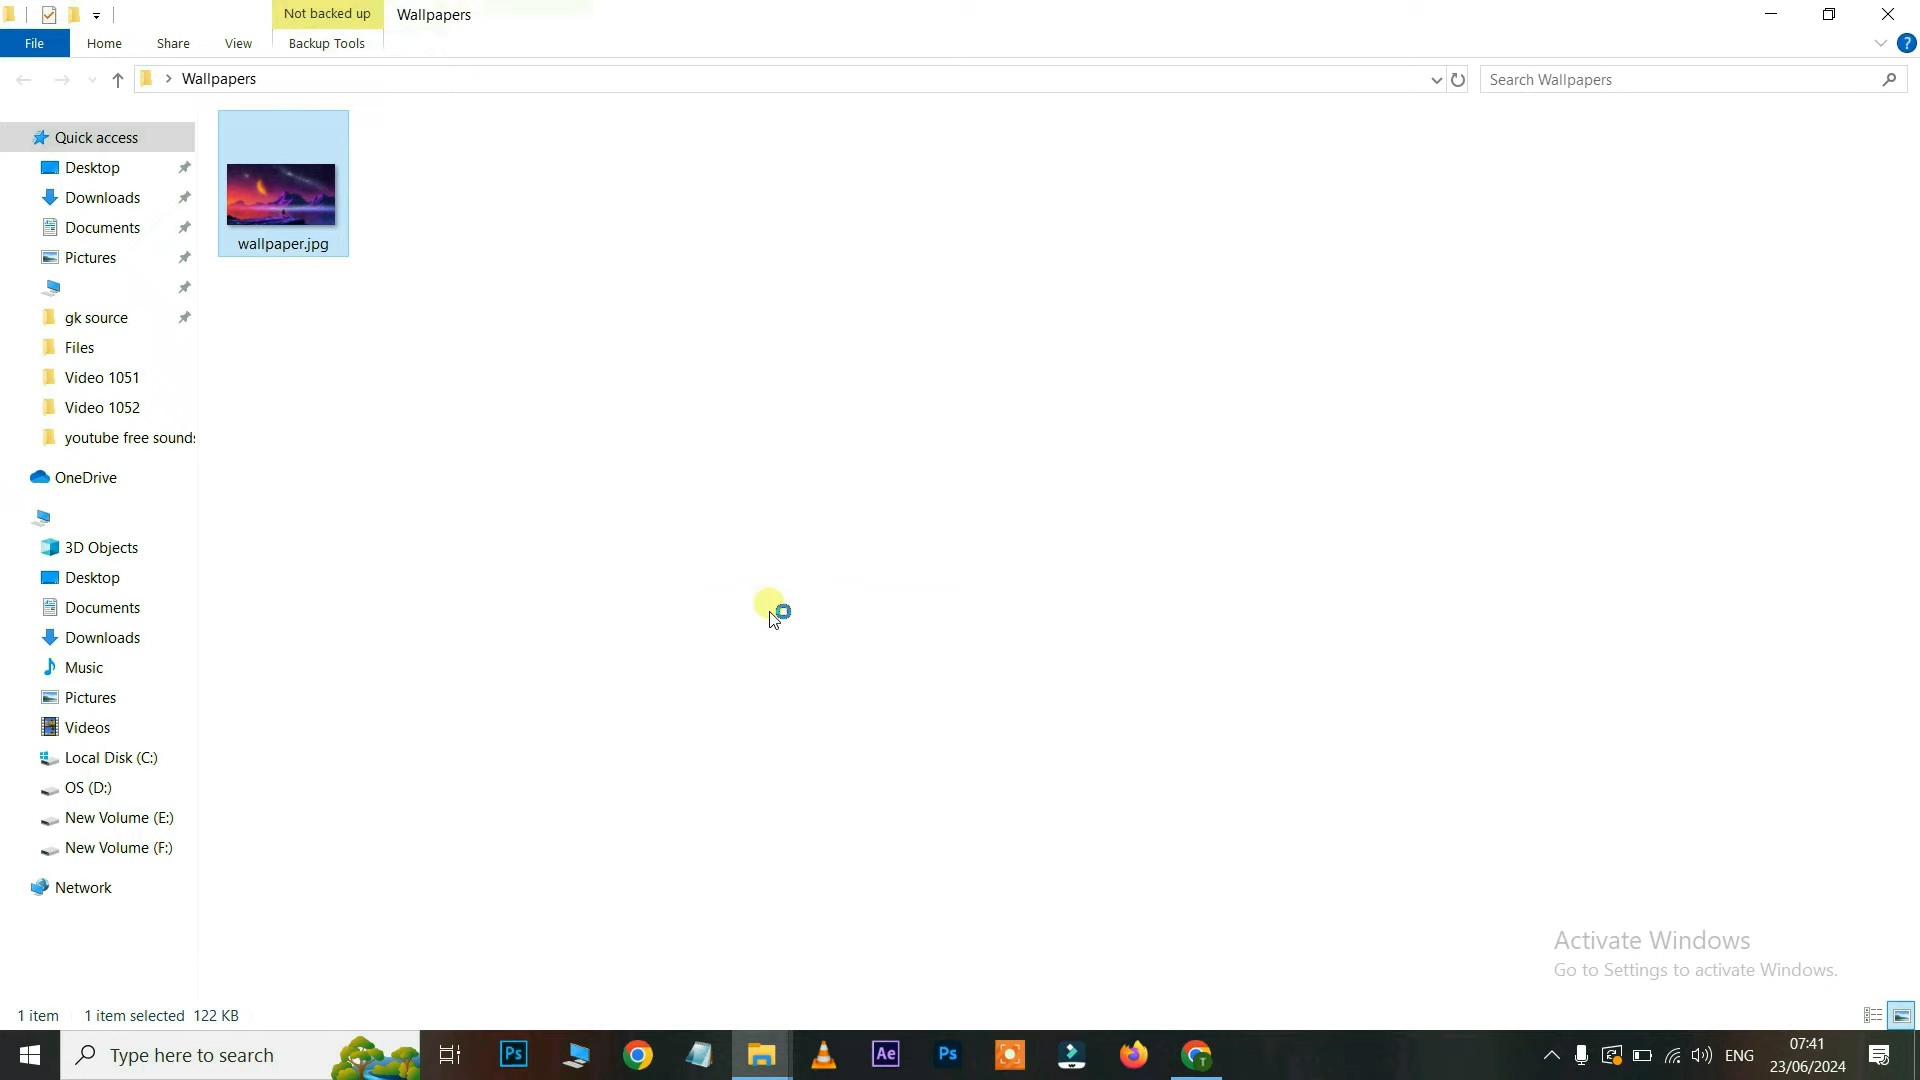 Not backed up
Wallpapers
File
Home
Share
View
Backup Tools
?
Wallpapers
Search Wallpapers
Quick access
Desktop
Downloads
Documents
Pictures
gk source
Files
Video 1051
Video 1052
youtube free sound
OneDrive
3D Objects
Desktop
Documents
Downloads
Music
Pictures
Videos
Local Disk (C:)
OS (D:)
New Volume (E:)
New Volume (F:)
Network
wallpaper.jpg
Activate Windows
Go to Settings to activate Windows.
1 item
1 item selected 122 KB
Type here to search
Ps
Ae
Ps
T
ENG
07:41
23/06/2024